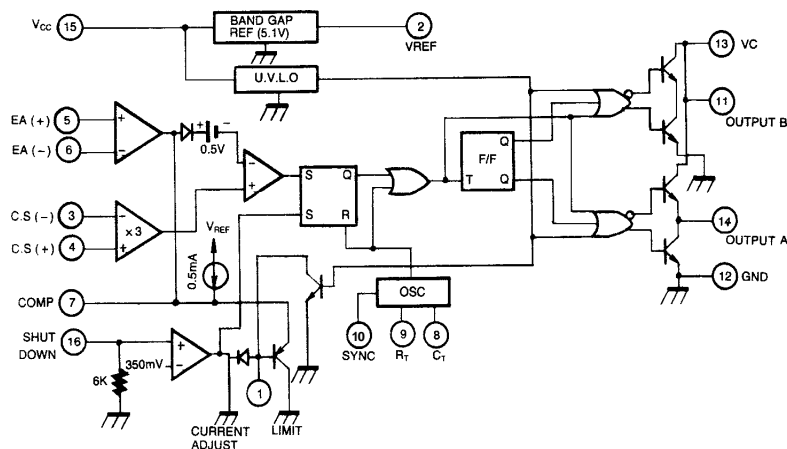 Vcc 15
BAND GAP
REF (5.1V)
2
VREF
U.V.L.O
13 VC
11
OUTPUT B
EA (+) 5
EA (−) 6
+
−
+ −
0.5V
−
+
S Q
S
R
Q
F/F
T Q
C.S (−) 3
C.S (+) 4
−
× 3
+
VREF
0.5mA
14
OUTPUT A
12 GND
COMP 7
OSC
SHUT
DOWN
16
+
350mV −
6K
10
SYNC
9
RT
8
CT
1
CURRENT
ADJUST
LIMIT